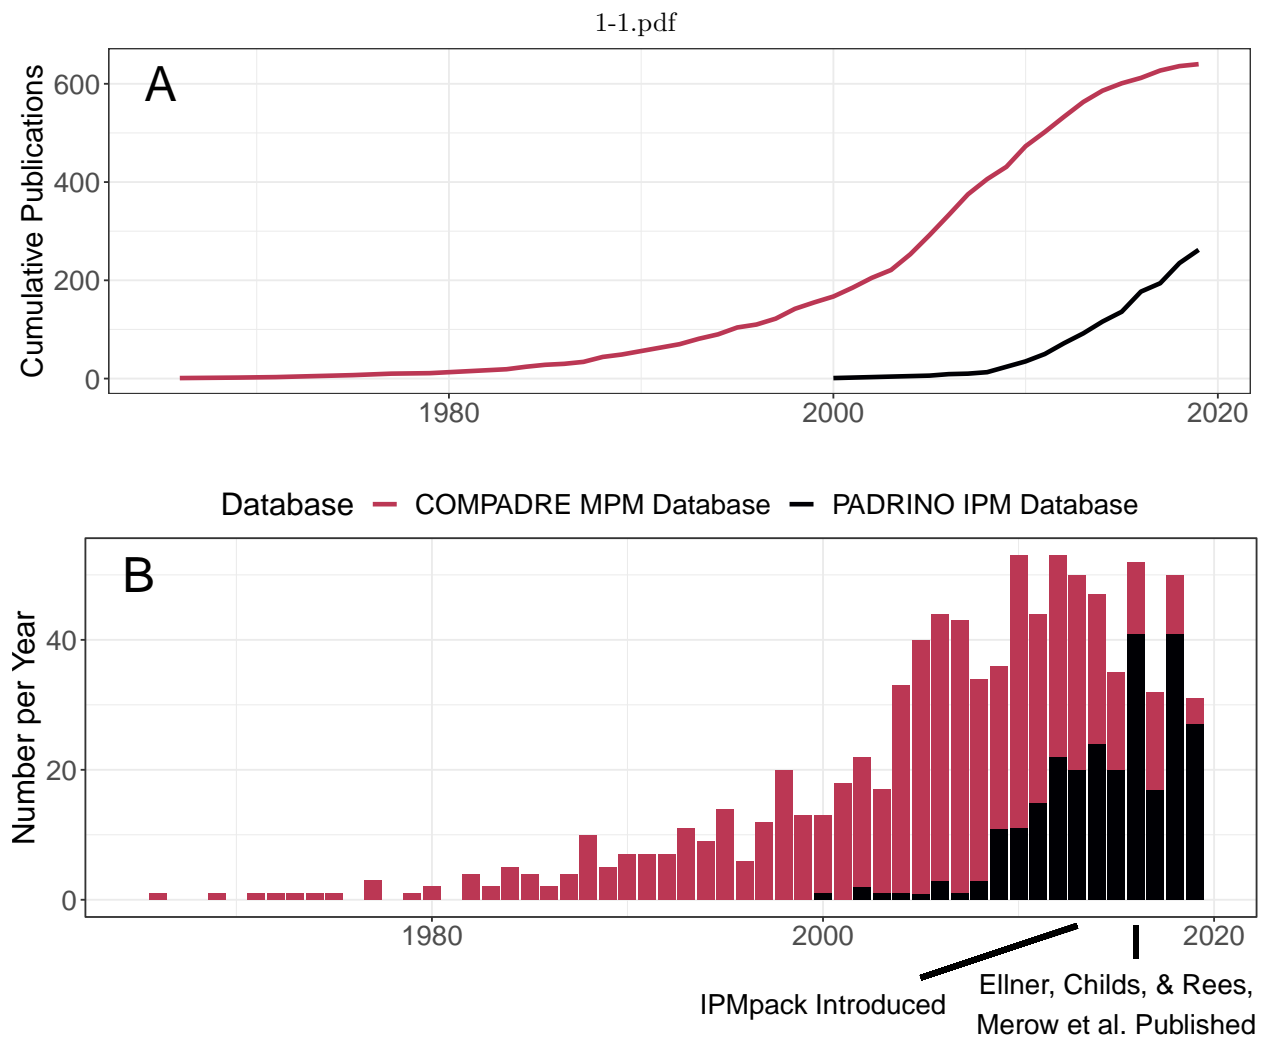 1-1.pdf
A
Cumulative Publications
600
400
200
0
1980
2000
2020
Database
COMPADRE MPM Database
PADRINO IPM Database
B
Number per Year
40
20
0
1980
2000
2020
IPMpack Introduced
Ellner, Childs, & Rees,
Merow et al. Published